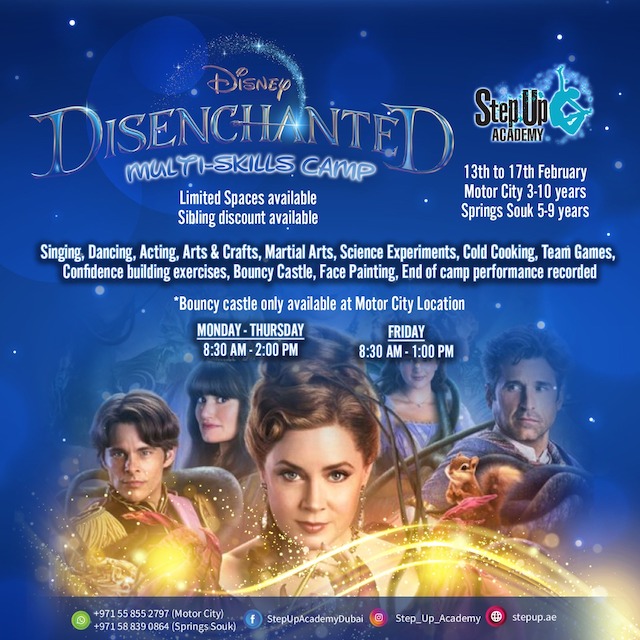 Disney
DISENCHANTED
MULTI-SKILLS CAMP
Limited Spaces available
Sibling discount available
Step Up
ACADEMY
13th to 17th February
Motor City 3-10 years
Springs Souk 5-9 years
Singing, Dancing, Acting, Arts & Crafts, Martial Arts, Science Experiments, Cold Cooking, Team Games,
Confidence building exercises, Bouncy Castle, Face Painting, End of camp performance recorded
*Bouncy castle only available at Motor City Location
MONDAY - THURSDAY
8:30 AM - 2:00 PM
FRIDAY
8:30 AM - 1:00 PM
+971 55 855 2797 (Motor City)
+971 58 839 0864 (Springs Souk)
StepUpAcademyDubai
Step_Up_Academy
stepup.ae